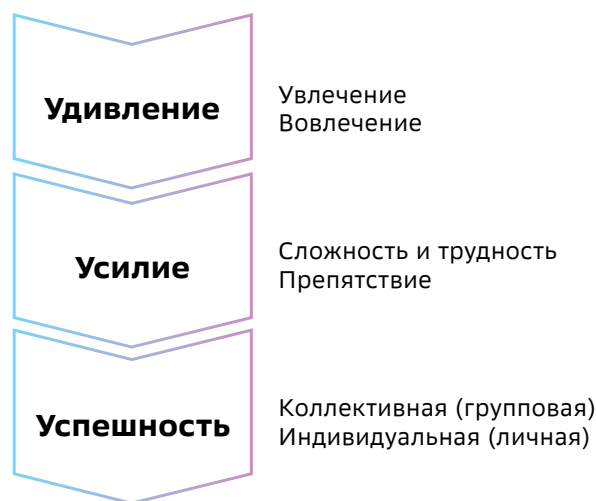 Удивление
Увлечение
Вовлечение
Усилие
Сложность и трудность
Препятствие
Успешность
Коллективная (групповая)
Индивидуальная (личная)